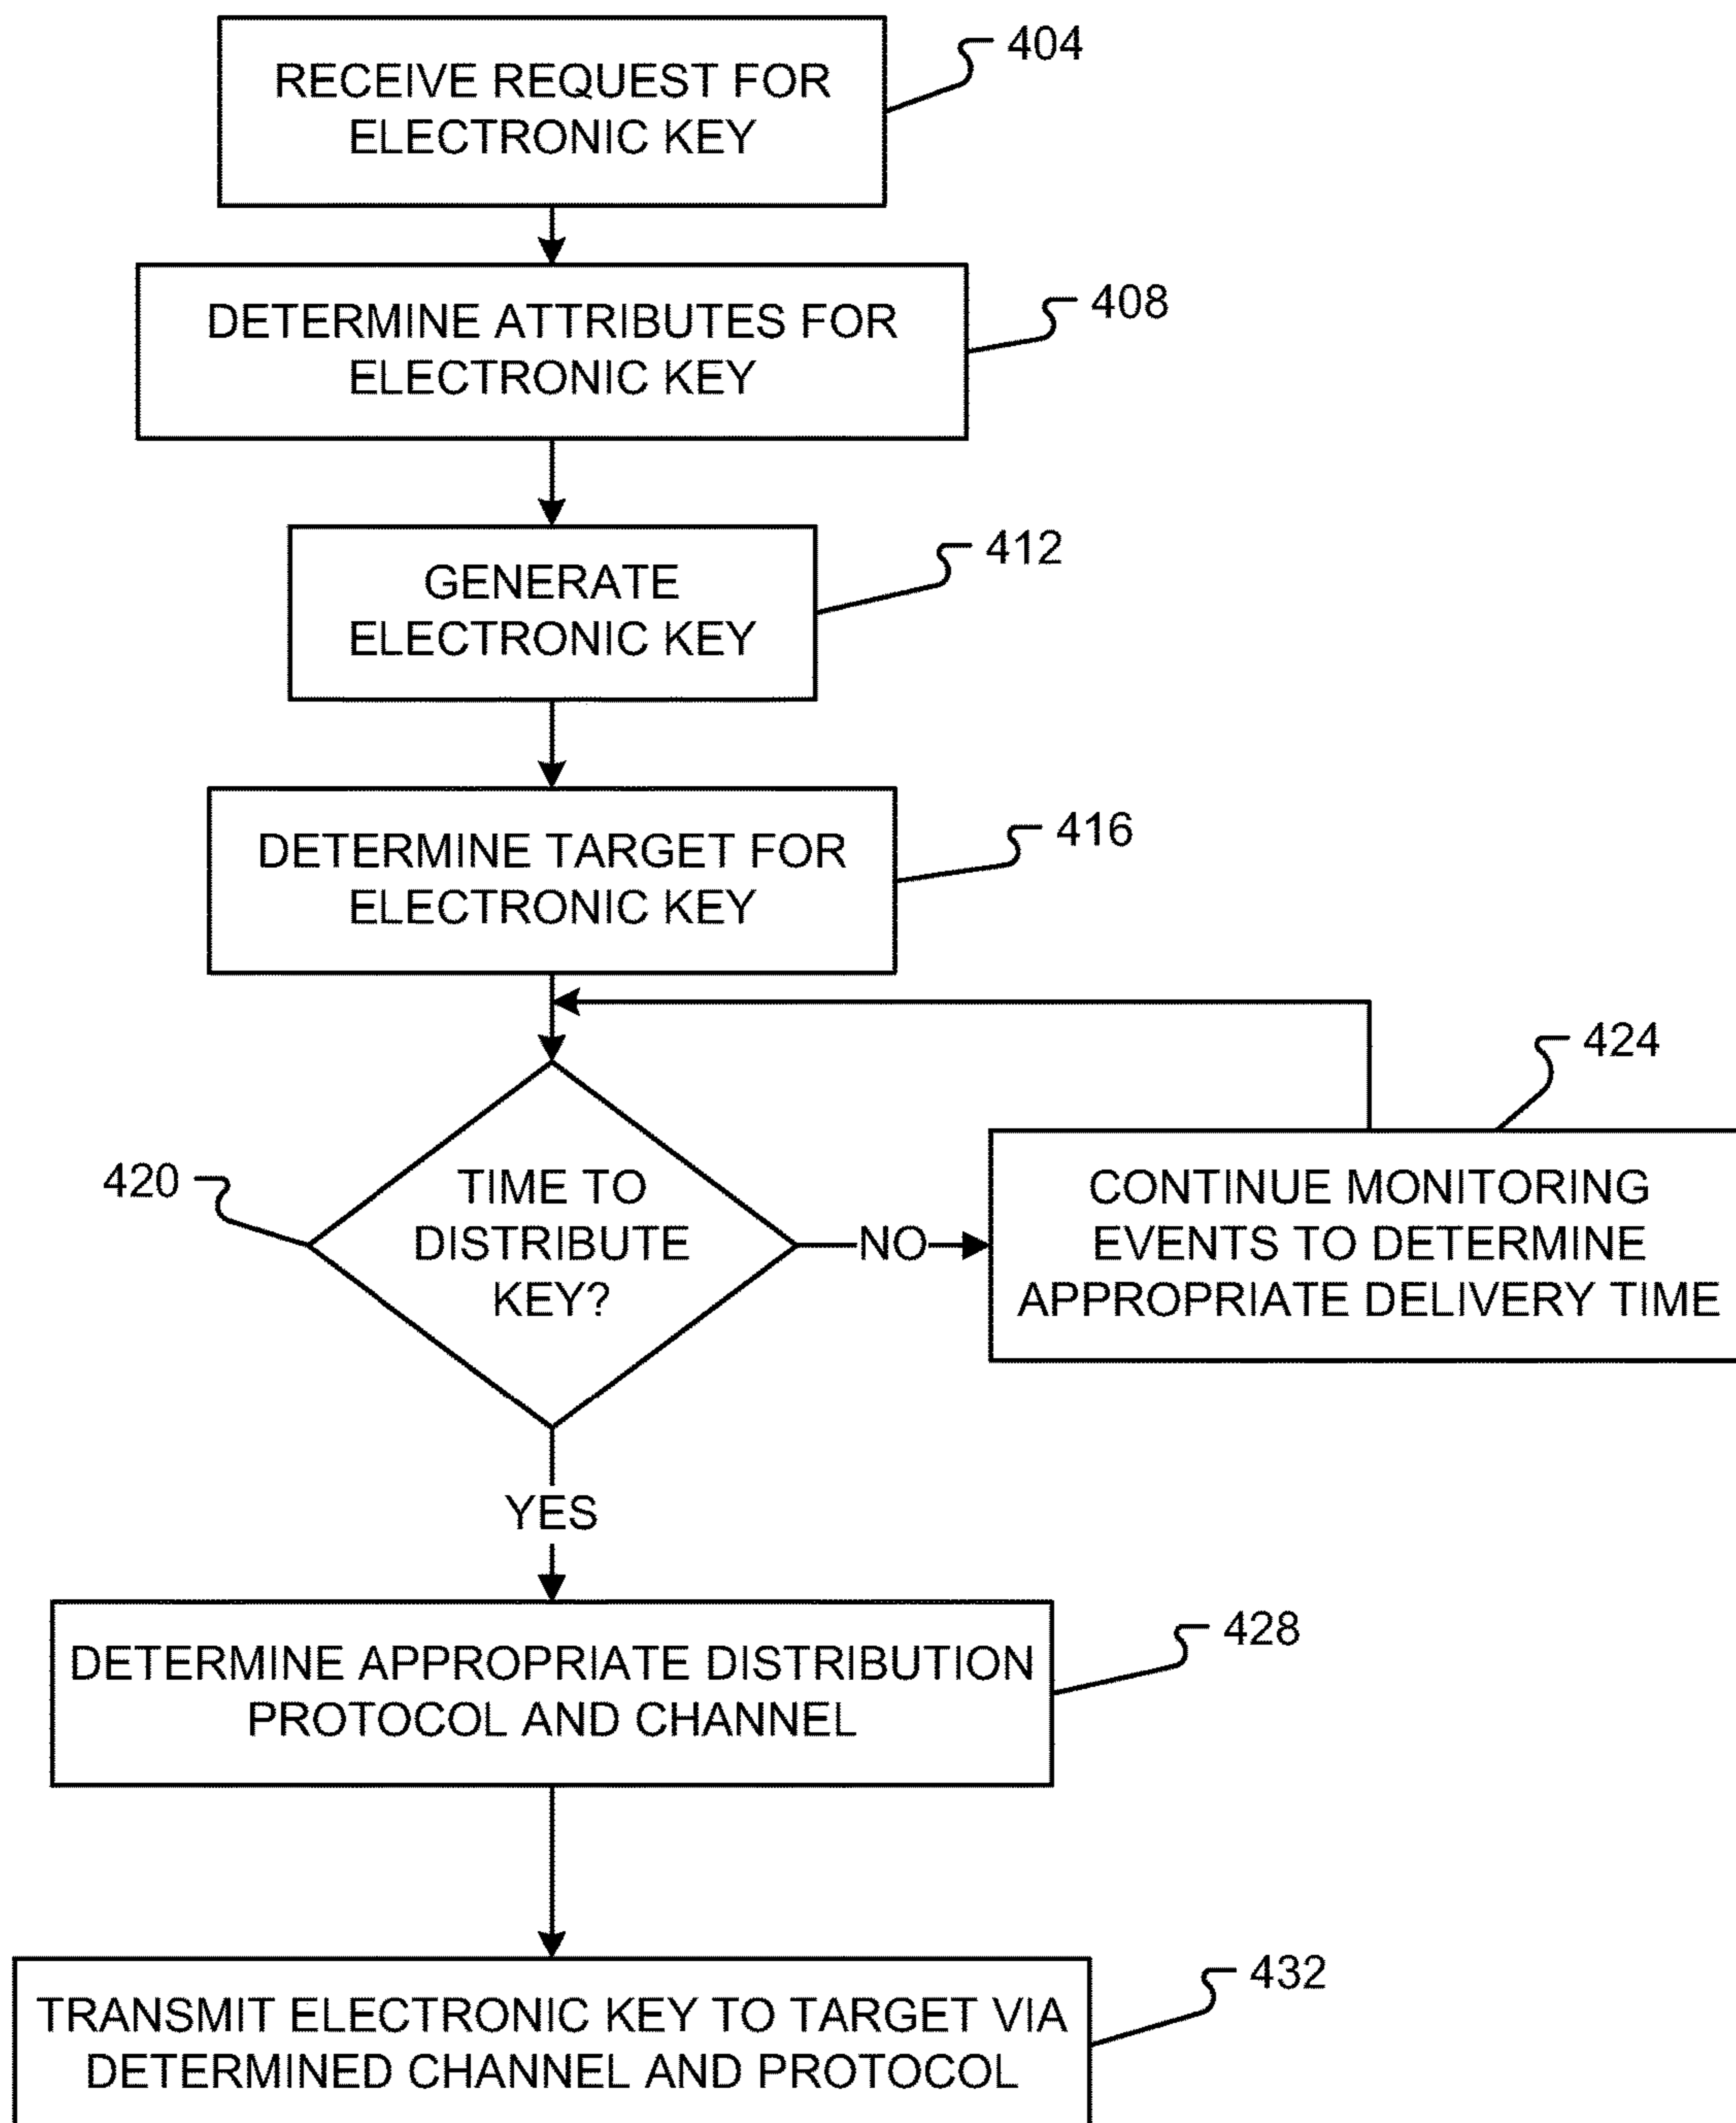 RECEIVE REQUEST FOR
ELECTRONIC KEY
404
DETERMINE ATTRIBUTES FOR
ELECTRONIC KEY
408
GENERATE
ELECTRONIC KEY
412
DETERMINE TARGET FOR
ELECTRONIC KEY
416
420
TIME TO
DISTRIBUTE
KEY?
NO
424
CONTINUE MONITORING
EVENTS TO DETERMINE
APPROPRIATE DELIVERY TIME
YES
DETERMINE APPROPRIATE DISTRIBUTION
PROTOCOL AND CHANNEL
428
TRANSMIT ELECTRONIC KEY TO TARGET VIA
DETERMINED CHANNEL AND PROTOCOL
432